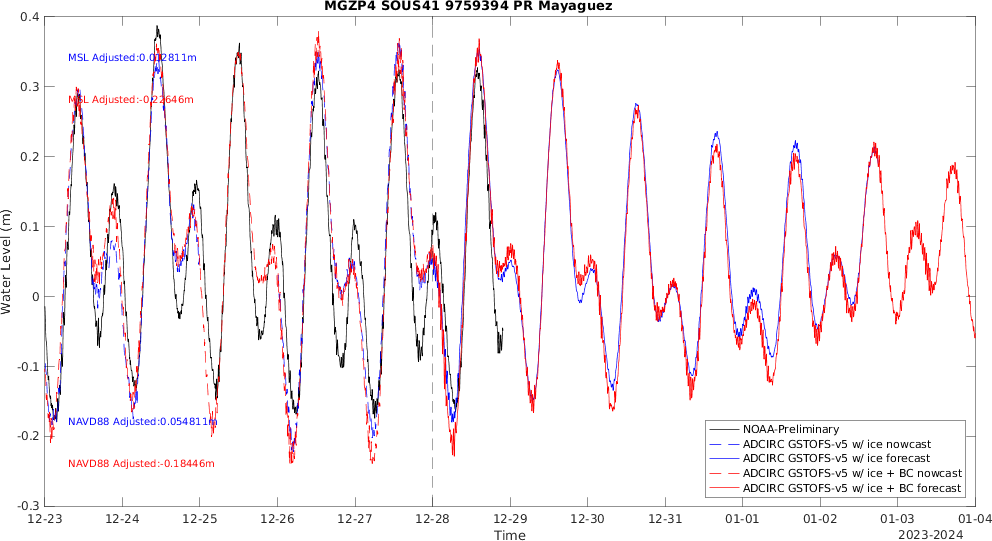 MGZP4 SOUS41 9759394 PR Mayaguez
0.4
0.3
0.2
0.1
0
-0.1
-0.2
-0.3
Water Level (m)
MSL Adjusted:0.002811m
MSL Adjusted:-0.22646m
NAVD88 Adjusted:0.054811m
NAVD88 Adjusted:-0.18446m
NOAA-Preliminary
ADCIRC GSTOFS-v5 w/ ice nowcast
ADCIRC GSTOFS-v5 w/ ice forecast
ADCIRC GSTOFS-v5 w/ ice + BC nowcast
ADCIRC GSTOFS-v5 w/ ice + BC forecast
12-23 12-24 12-25 12-26 12-27 12-28 12-29 12-30 12-31 01-01 01-02 01-03 01-04
Time
2023-2024